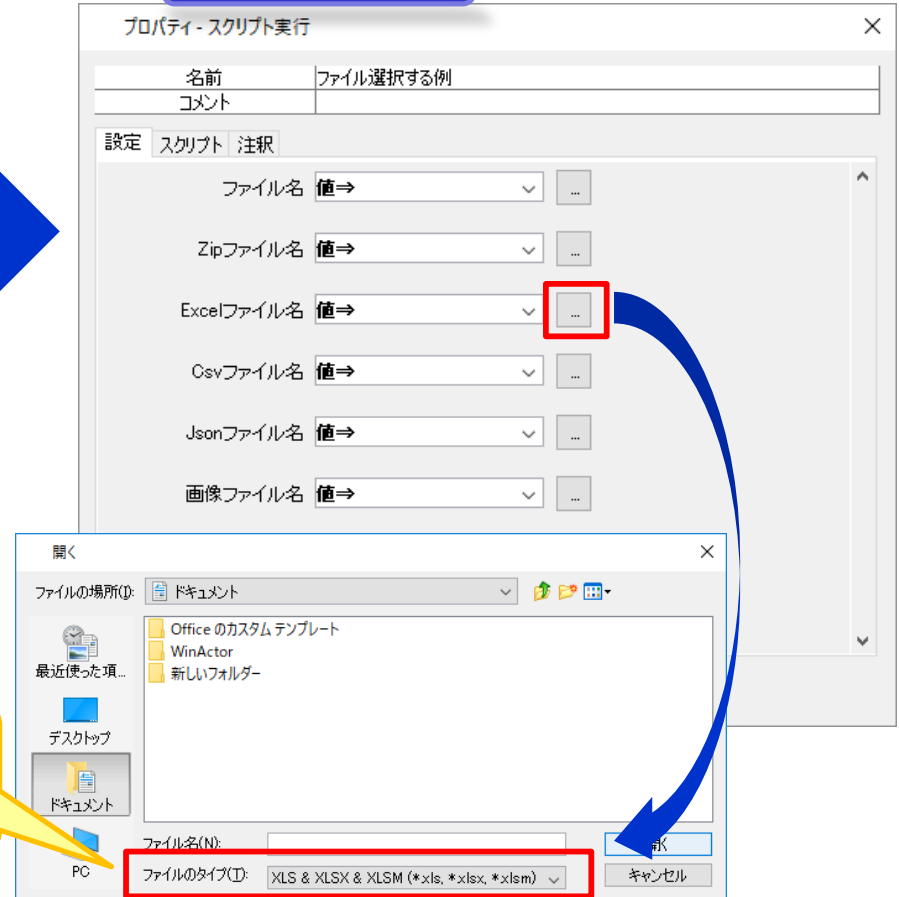 プロパティ - スクリプト実行
名前 ファイル選択する例
コメント
設定 スクリプト 注釈
ファイル名 値⇒ ...
Zipファイル名 値⇒ ...
Excelファイル名 値⇒ ...
Csvファイル名 値⇒ ...
Jsonファイル名 値⇒ ...
画像ファイル名 値⇒ ...
開く
ファイルの場所(I): ドキュメント
Office のカスタム テンプレート
WinActor
新しいフォルダー
最近使った項...
デスクトップ
ドキュメント
PC
ファイル名(N):
ファイルのタイプ(T): XLS & XLSX & XLSM (*.xls, *.xlsx, *.xlsm)
キャンセル